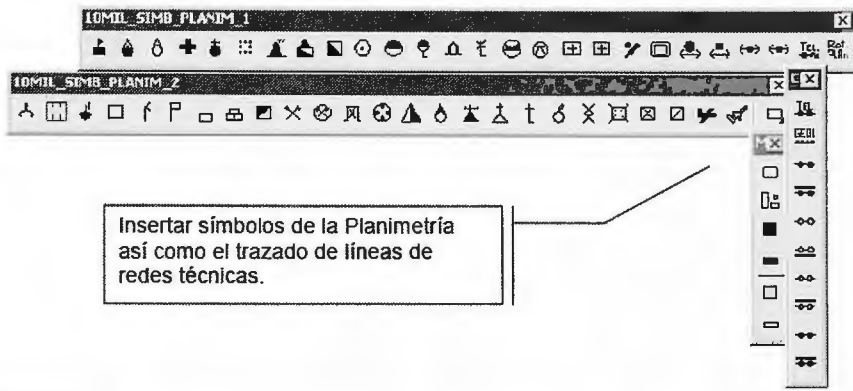 10MIL_SIMB_PLANIM_1
10MIL_SIMB_PLANIM_2
Insertar símbolos de la Planimetría
así como el trazado de líneas de
redes técnicas.